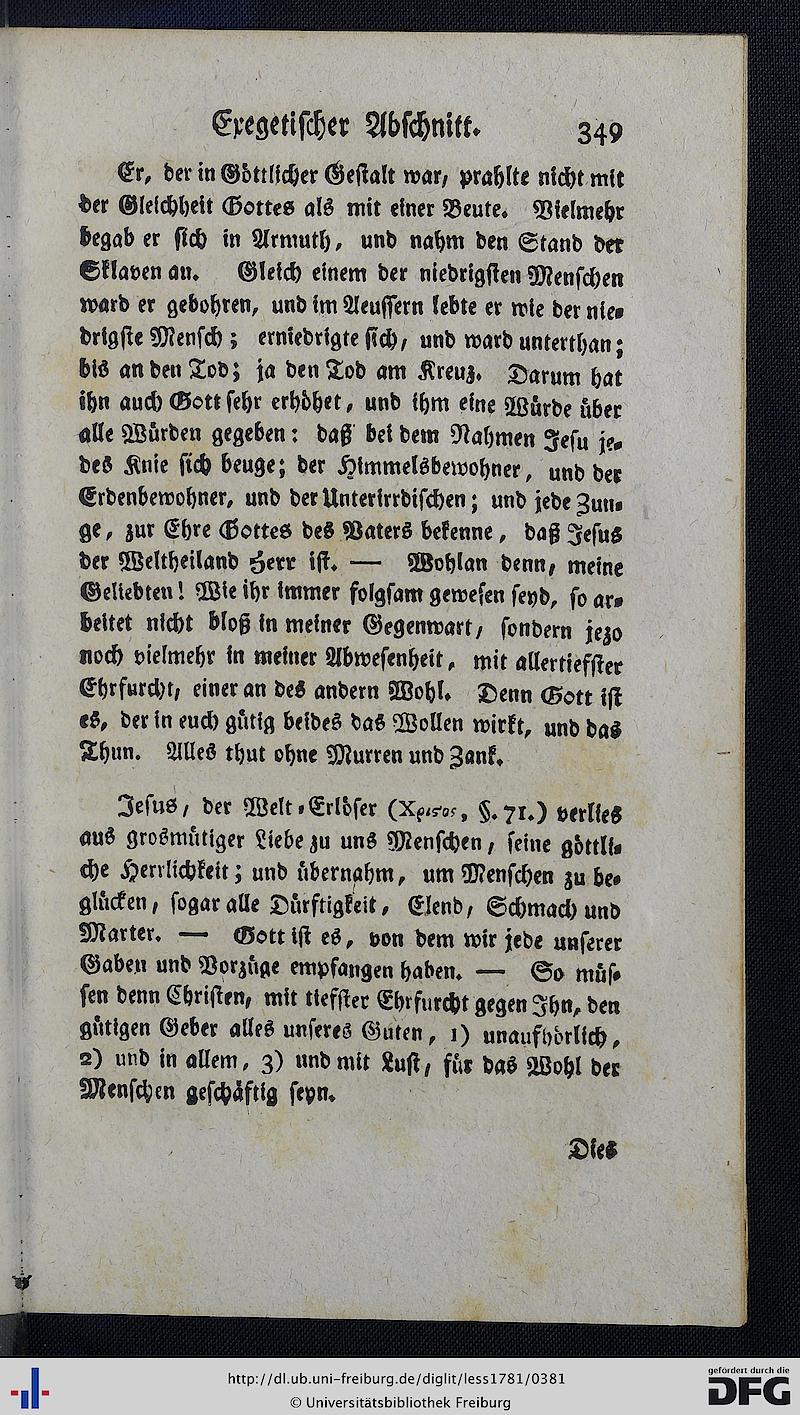 Exegetischer Abschnitt. 349
Er, der in Göttlicher Gestalt war, prahlte nicht mit
der Gleichheit Gottes als mit einer Beute. Vielmehr
begab er sich in Armuth, und nahm den Stand der
Sklaven an. Gleich einem der niedrigsten Menschen
ward er gebohren, und im Aeussern lebte er wie der nie-
drigste Mensch; erniedrigte sich, und ward unterthan;
bis an den Tod; ja den Tod am Kreuz. Darum hat
ihn auch Gott sehr erhöhet, und ihm eine Würde über
alle Würden gegeben: daß bei dem Nahmen Jesu je-
des Knie sich beuge; der Himmelsbewohner, und der
Erdenbewohner, und der Unterirrdischen; und jede Zun-
ge, zur Ehre Gottes des Vaters bekenne, daß Jesus
der Weltheiland Herr ist. — Wohlan denn, meine
Geliebten! Wie ihr immer folgsam gewesen seyd, so ar-
beitet nicht bloß in meiner Gegenwart, sondern jezo
noch vielmehr in meiner Abwesenheit, mit allertiefster
Ehrfurcht, einer an des andern Wohl. Denn Gott ist
es, der in euch gütig beides das Wollen wirkt, und das
Thun. Alles thut ohne Murren und Zank.
Jesus, der Welt-Erlöser (Χριστος, §. 71.) verlies
aus grosmütiger Liebe zu uns Menschen, seine göttli-
che Herrlichkeit; und übernahm, um Menschen zu be-
glücken, sogar alle Dürftigkeit, Elend, Schmach und
Marter. — Gott ist es, von dem wir jede unserer
Gaben und Vorzüge empfangen haben. — So müs-
sen denn Christen, mit tiefster Ehrfurcht gegen Ihn, den
gütigen Geber alles unseres Guten, 1) unaufhörlich,
2) und in allem, 3) und mit Lust, für das Wohl der
Menschen geschäftig seyn.
Dies
http://dl.ub.uni-freiburg.de/diglit/less1781/0381
© Universitätsbibliothek Freiburg
gefördert durch die
DFG